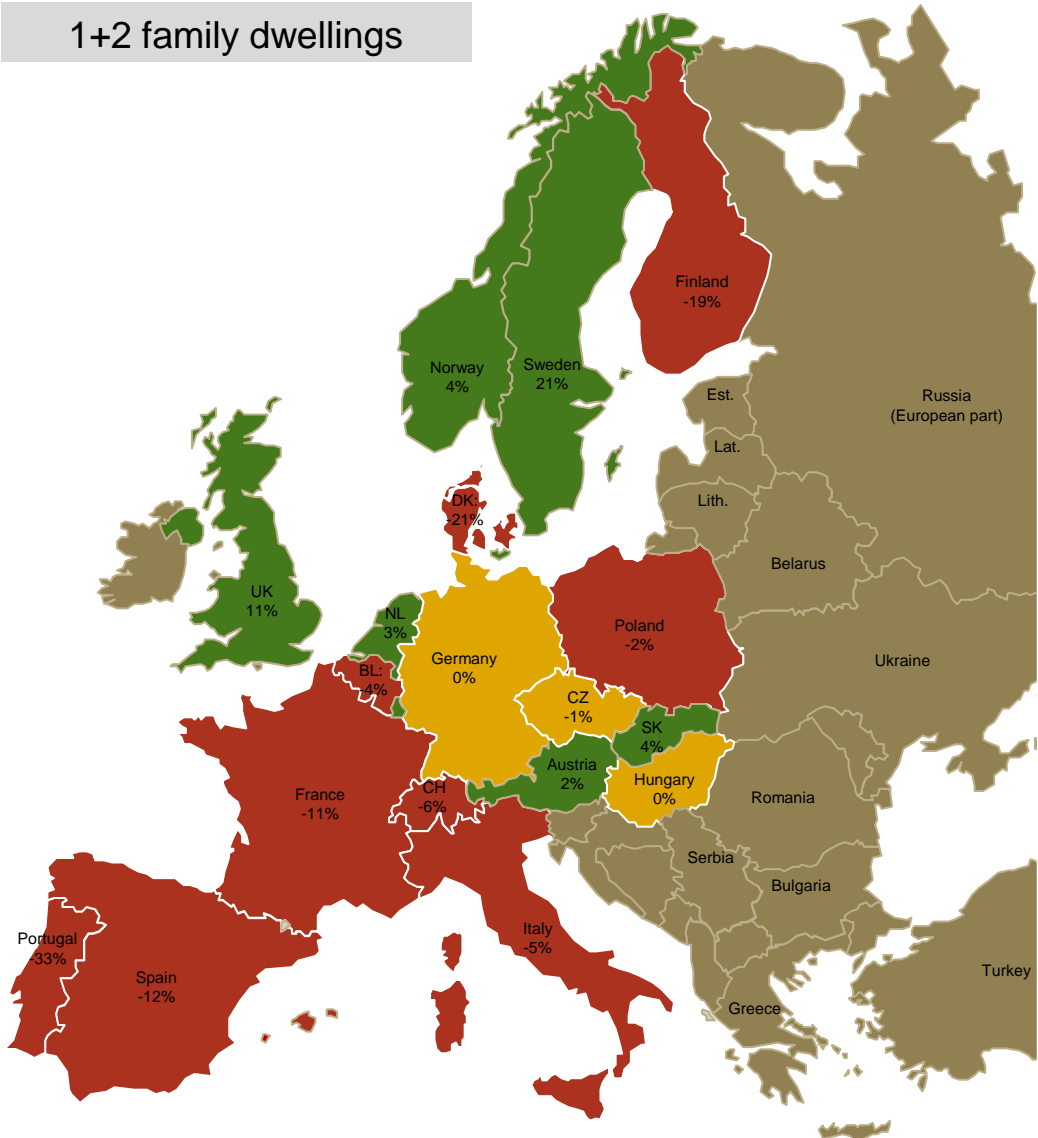 1+2 family dwellings
Finland
-19%
Norway
4%
Sweden
21%
Est.
Russia
(European part)
Lat.
Lith.
DK:
-21%
Belarus
UK
11%
NL
3%
Poland
-2%
Germany
0%
Ukraine
BL:
-4%
CZ
-1%
SK
4%
Austria
2%
Hungary
0%
CH
-6%
France
-11%
Romania
Serbia
Bulgaria
Italy
-5%
Portugal
-33%
Spain
-12%
Turkey
Greece